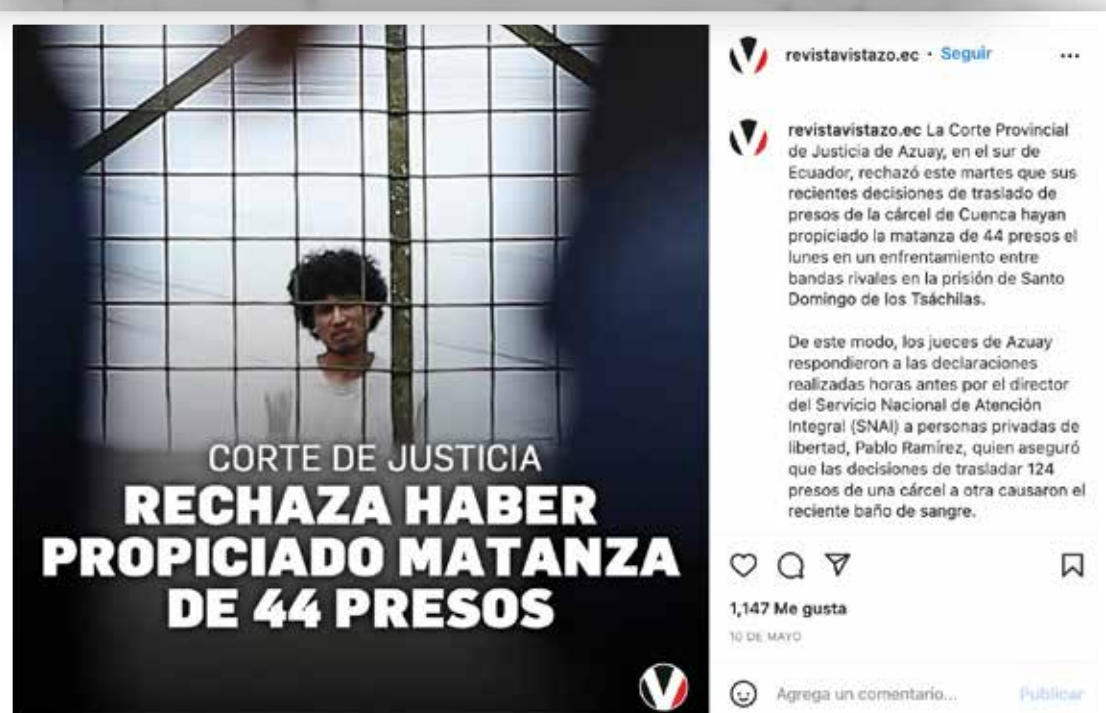 CORTE DE JUSTICIA
RECHAZA HABER
PROPICIADO MATANZA
DE 44 PRESOS
revistavistazo.ec • Seguir
revistavistazo.ec La Corte Provincial
de Justicia de Azuay, en el sur de
Ecuador, rechazó este martes que sus
recientes decisiones de traslado de
presos de la cárcel de Cuenca hayan
propiciado la matanza de 44 presos el
lunes en un enfrentamiento entre
bandas rivales en la prisión de Santo
Domingo de los Tsáchilas.
De este modo, los jueces de Azuay
respondieron a las declaraciones
realizadas horas antes por el director
del Servicio Nacional de Atención
Integral (SNAI) a personas privadas de
libertad, Pablo Ramírez, quien aseguró
que las decisiones de trasladar 124
presos de una cárcel a otra causaron el
reciente baño de sangre.
1,147 Me gusta
10 DE MAYO
Agrega un comentario... Publicar